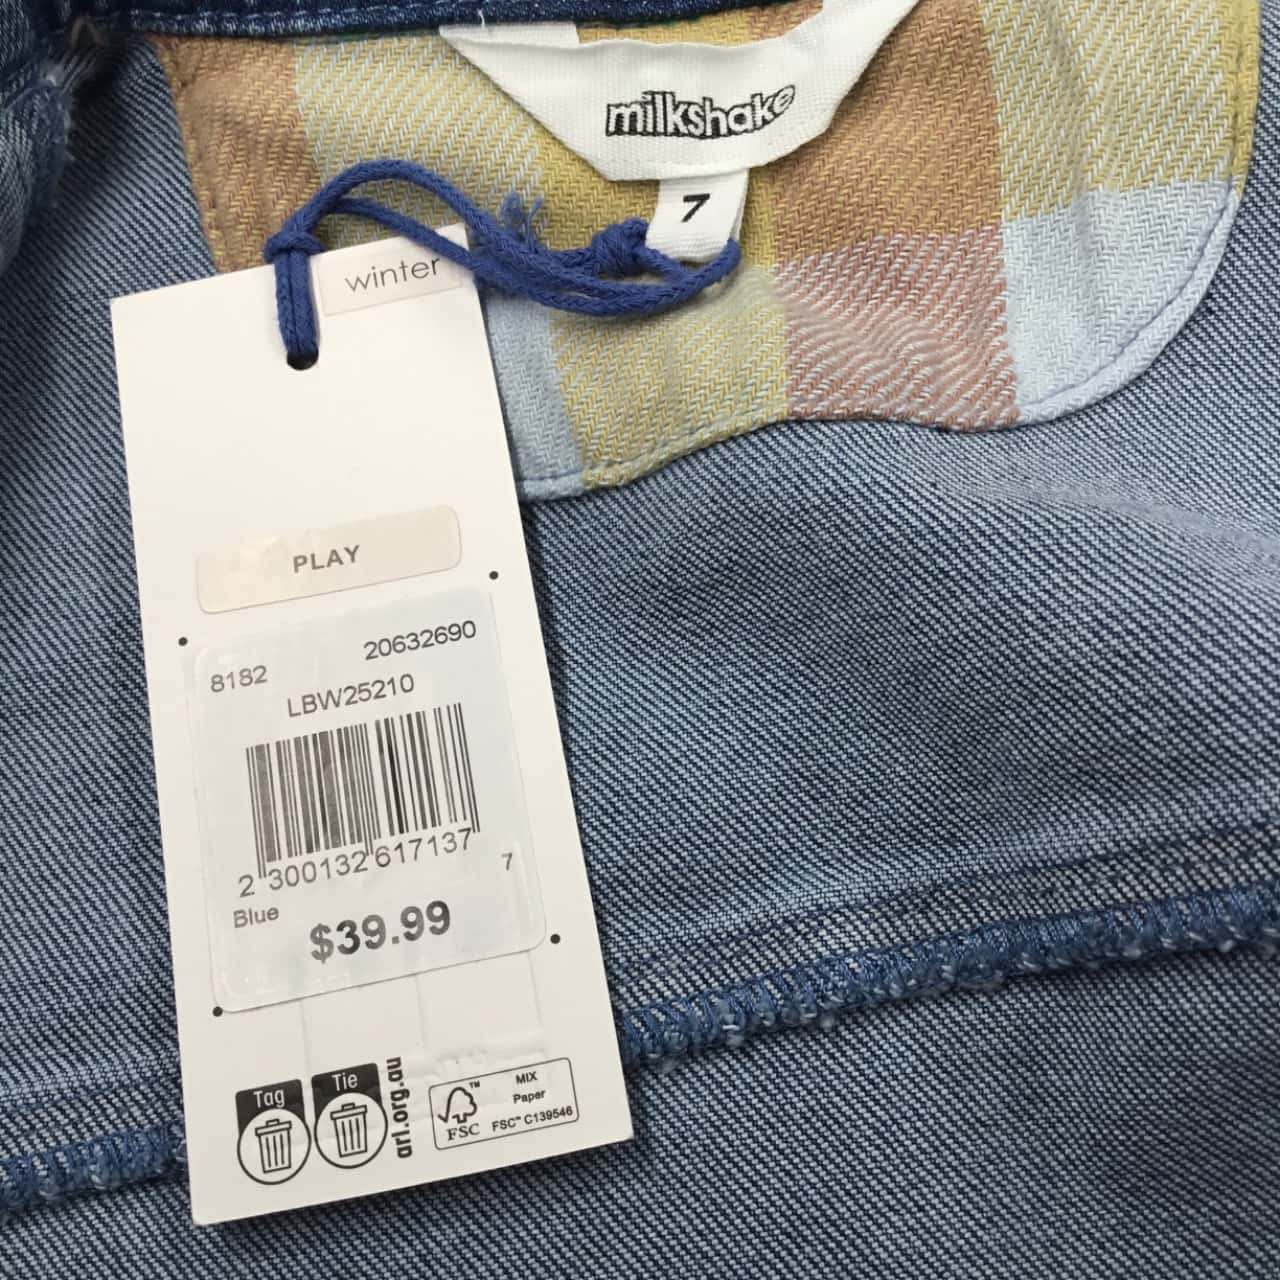 milkshake
7
winter
PLAY
8182 20632690
LBW25210
2 300132 617137
7
Blue
$39.99
Tag
Tie
arl.org.au
FSC™
MIX
Paper
FSC™ C139546